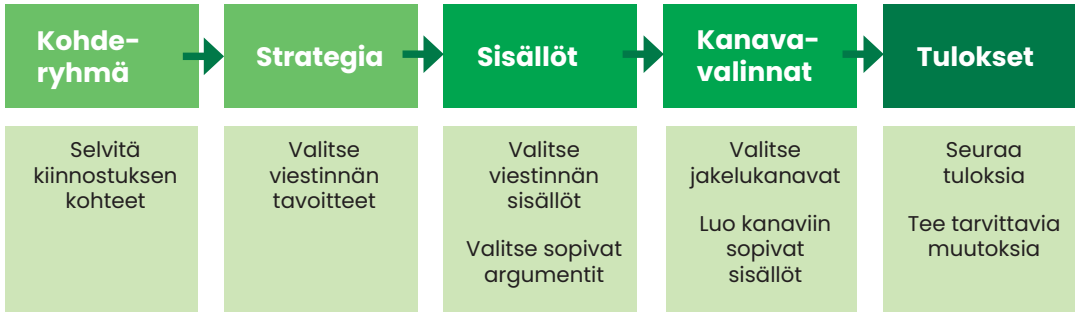 Kohde-
ryhmä
Strategia
Sisällöt
Kanava-
valinnat
Tulokset
Selvitä
kiinnostuksen
kohteet
Valitse
viestinnän
tavoitteet
Valitse
viestinnän
sisällöt
Valitse sopivat
argumentit
Valitse
jakelukanavat
Luo kanaviin
sopivat
sisällöt
Seuraa
tuloksia
Tee tarvittavia
muutoksia